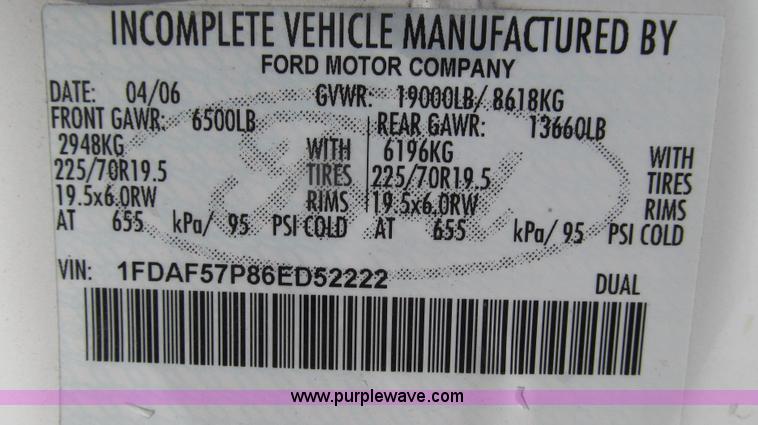 INCOMPLETE VEHICLE MANUFACTURED BY
FORD MOTOR COMPANY
DATE: 04/06 GVWR: 19000LB/ 8618KG
FRONT GAWR: 6500LB REAR GAWR: 13660LB
2948KG WITH 6196KG WITH
225/70R19.5 TIRES 225/70R19.5 TIRES
19.5x6.0RW RIMS 19.5x6.0RW RIMS
AT 655 kPa/ 95 PSI COLD AT 655 kPa/ 95 PSI COLD
VIN: 1FDAF57P86ED52222 DUAL
www.purplewave.com